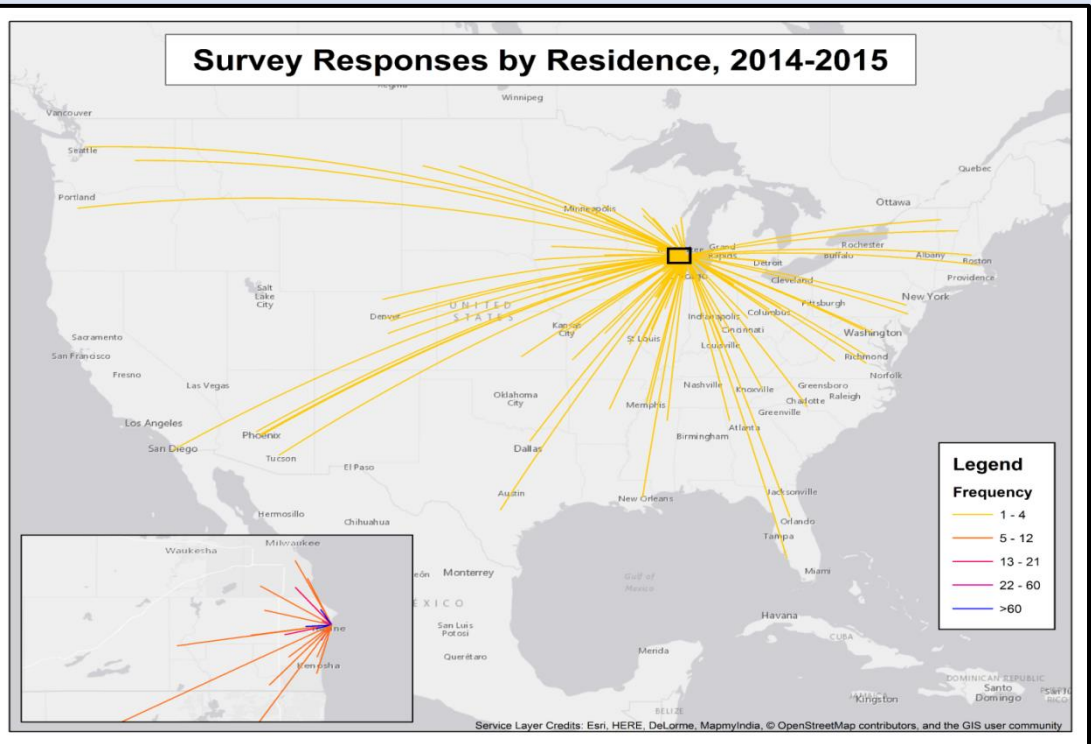 Survey Responses by Residence, 2014-2015
Winnipeg
Vancouver
Seattle
Quebec
Portland
Minneapolis
Ottawa
Grand
Rochester
Detroit
Buffalo
Albany
Boston
Providence
Cleveland
Salt
Lake
City
Denver
UNITED
STATES
Pittsburgh
New York
Indianapolis
Columbus
Kansas
City
Cincinnati
Washington
Sacramento
St Louis
Louisville
Richmond
San Francisco
Norfolk
Fresno
Las Vegas
Nashville
Knoxville
Greensboro
Oklahoma
City
Memphis
Charlotte
Raleigh
Greenville
Los Angeles
Phoenix
Atlanta
Birmingham
San Diego
Dallas
Tucson
El Paso
Austin
New Orleans
Jacksonville
Hermosillo
Chihuahua
Orlando
Tampa
Miami
Monterrey
Gulf of
Mexico
San Luis
Potosi
Havana
CUBA
Querétaro
Merida
DOMINICAN REPUBLIC
Santo
Domingo
Kingston
BELIZE
Legend
Frequency
1 - 4
5 - 12
13 - 21
22 - 60
>60
Waukesha
Milwaukee
Kenosha
Service Layer Credits: Esri, HERE, DeLorme, MapmyIndia, © OpenStreetMap contributors, and the GIS user community